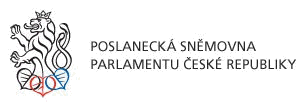 POSLANECKÁ SNĚMOVNA
PARLAMENTU ČESKÉ REPUBLIKY